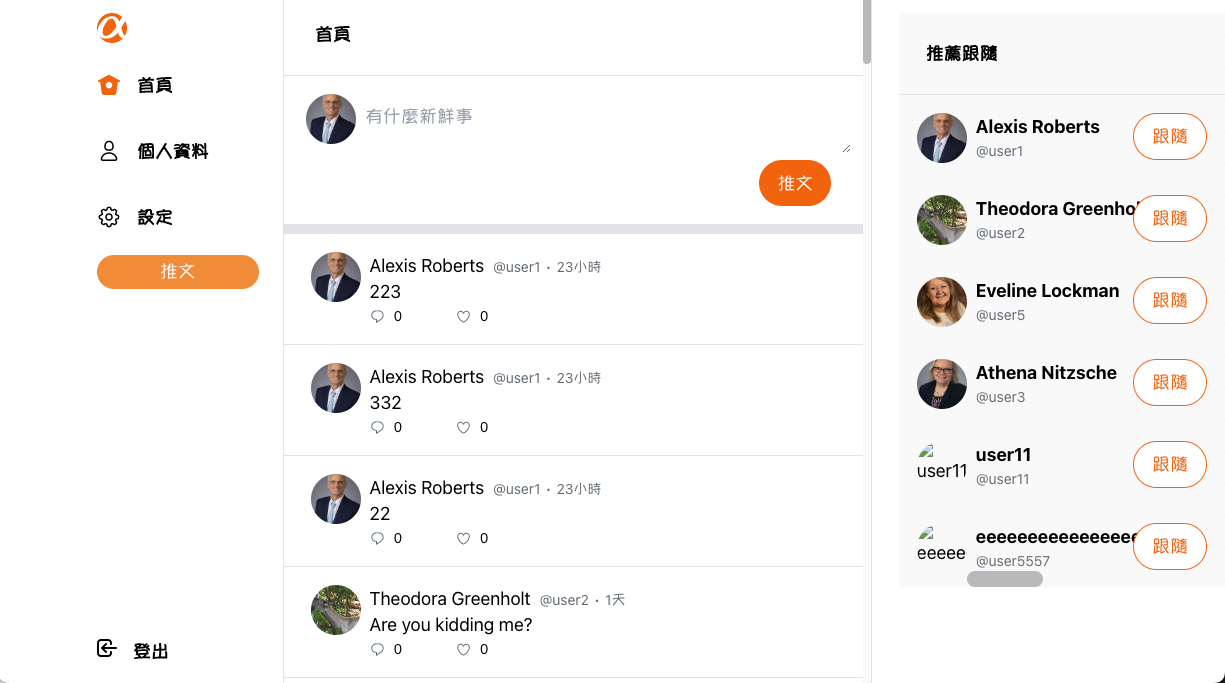 首頁
個人資料
設定
推文
登出
首頁
有什麼新鮮事
推文
Alexis Roberts @user1 · 23小時
223
0 0
Alexis Roberts @user1 · 23小時
332
0 0
Alexis Roberts @user1 · 23小時
22
0 0
Theodora Greenholt @user2 · 1天
Are you kidding me?
0 0
推薦跟隨
Alexis Roberts
@user1
跟隨
Theodora Greenhol
@user2
跟隨
Eveline Lockman
@user5
跟隨
Athena Nitzsche
@user3
跟隨
user11
user11
@user11
跟隨
eeeee
eeeeeeeeeeeeeeee
@user5557
跟隨